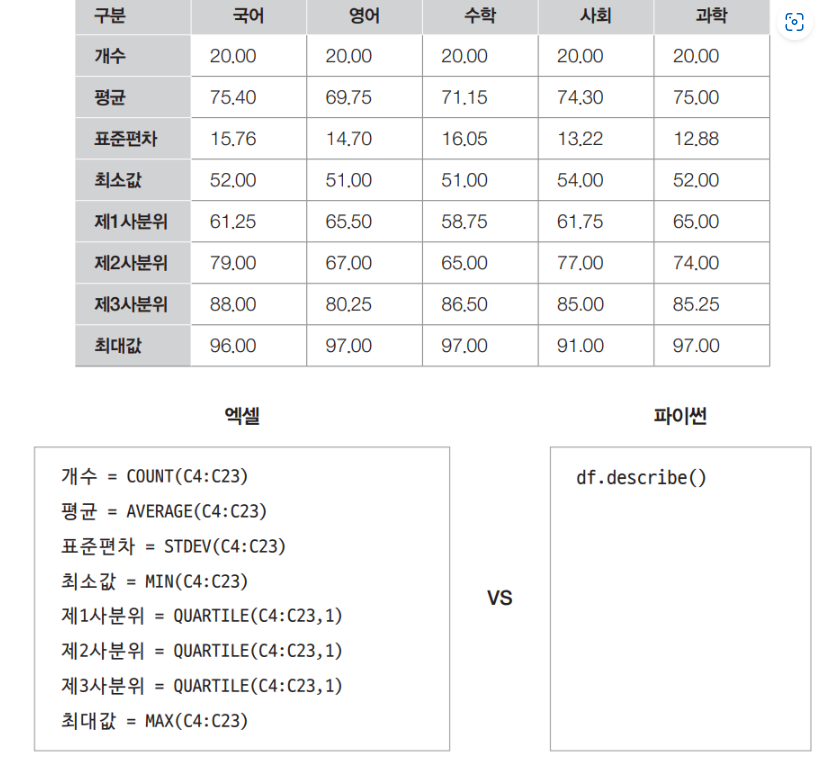 구분 국어 영어 수학 사회 과학
개수 20.00 20.00 20.00 20.00 20.00
평균 75.40 69.75 71.15 74.30 75.00
표준편차 15.76 14.70 16.05 13.22 12.88
최소값 52.00 51.00 51.00 54.00 52.00
제1사분위 61.25 65.50 58.75 61.75 65.00
제2사분위 79.00 67.00 65.00 77.00 74.00
제3사분위 88.00 80.25 86.50 85.00 85.25
최대값 96.00 97.00 97.00 91.00 97.00
엑셀
개수 = COUNT(C4:C23)
평균 = AVERAGE(C4:C23)
표준편차 = STDEV(C4:C23)
최소값 = MIN(C4:C23)
제1사분위 = QUARTILE(C4:C23,1)
제2사분위 = QUARTILE(C4:C23,1)
제3사분위 = QUARTILE(C4:C23,1)
최대값 = MAX(C4:C23)
VS
파이썬
df.describe()